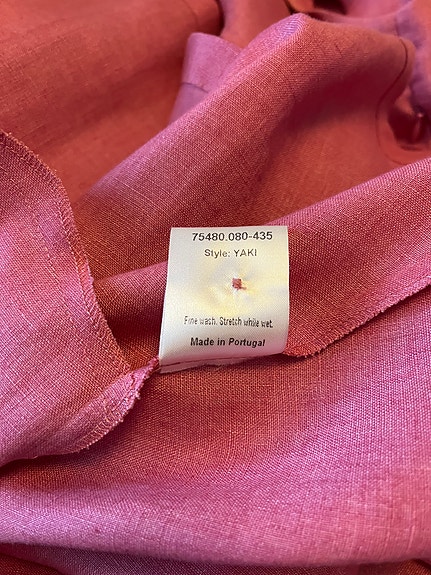 75480.080-435
Style: YAKI
Fine wash. Stretch while wet.
Made in Portugal